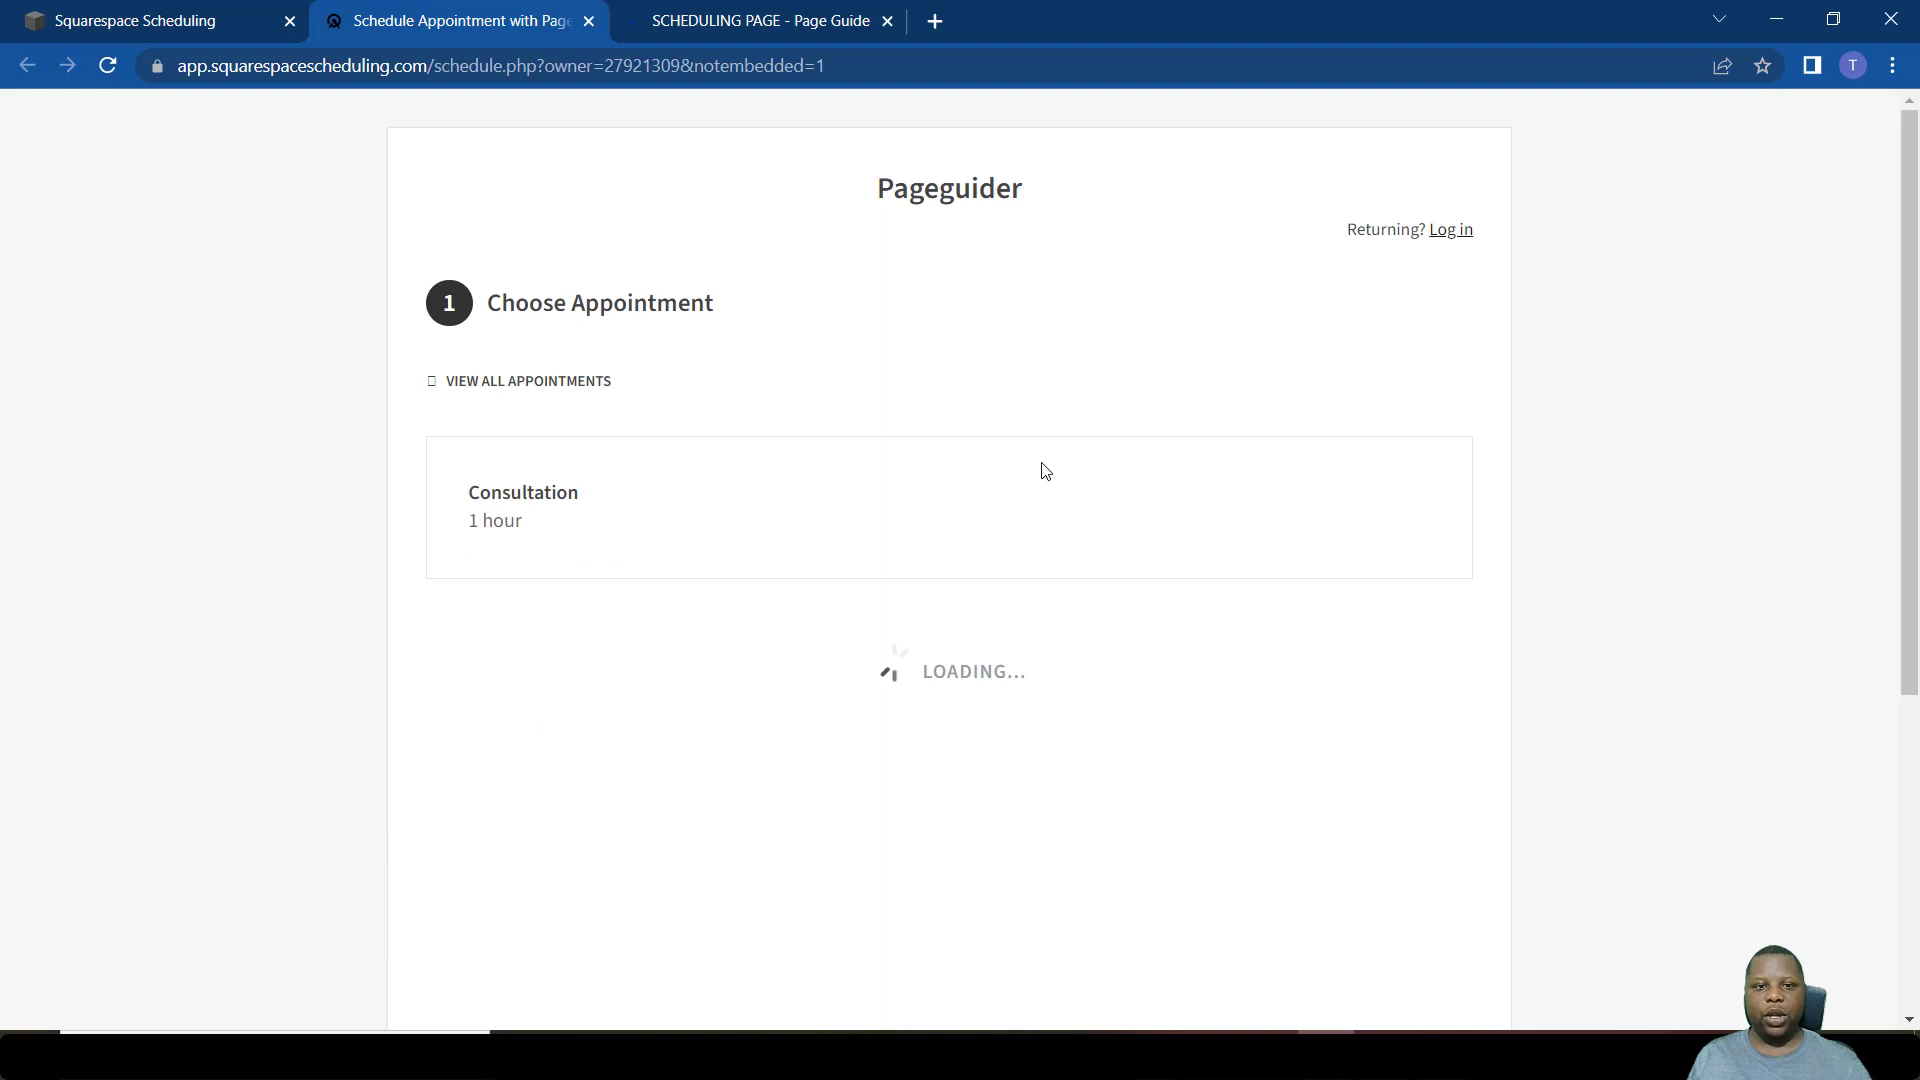 Squarespace Scheduling
Schedule Appointment with Page
SCHEDULING PAGE - Page Guide
app.squarespacescheduling.com/schedule.php?owner=27921309&notembedded=1
T
Pageguider
Returning? Log in
1 Choose Appointment
VIEW ALL APPOINTMENTS
Consultation
1 hour
LOADING...